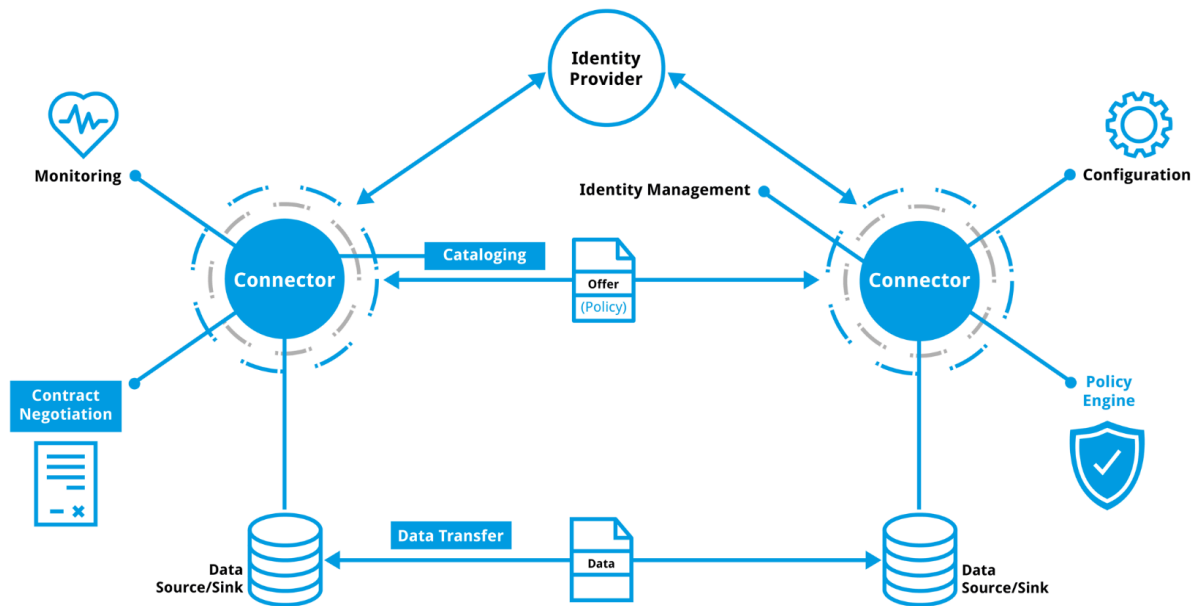 Identity
Provider
Monitoring
Configuration
Identity Management
Cataloging
Connector
Offer
(Policy)
Connector
Contract
Negotiation
Policy
Engine
Data Transfer
Data
Source/Sink
Data
Data
Source/Sink